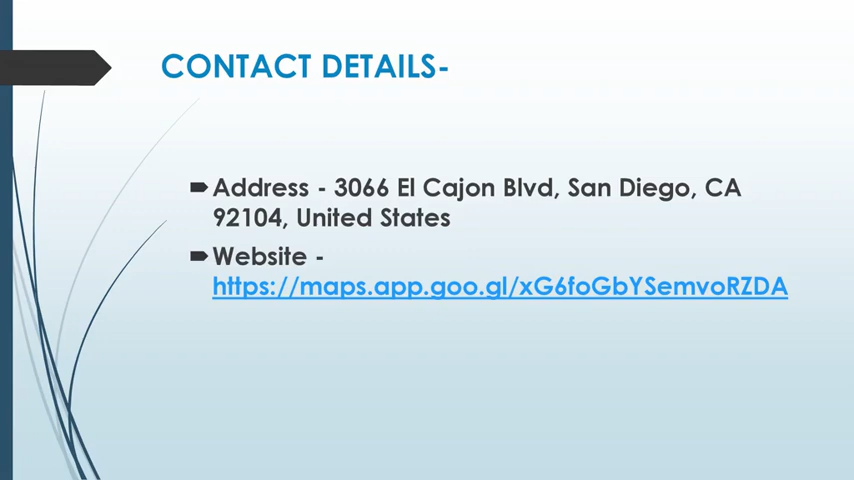 CONTACT DETAILS-
Address - 3066 El Cajon Blvd, San Diego, CA
92104, United States
Website -
https://maps.app.goo.gl/xG6foGbYSemvoRZDA